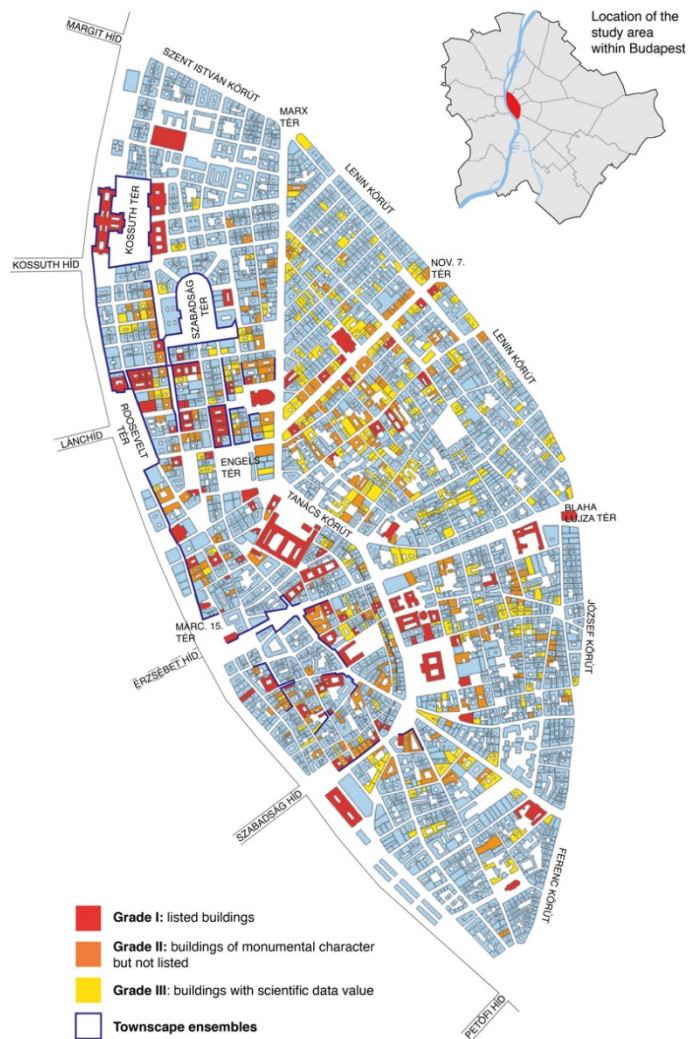 Location of the
study area
within Budapest
MARGIT HÍD
SZENT ISTVÁN KÖRÚT
MARX
TÉR
LENIN KÖRÚT
KOSSUTH TÉR
KOSSUTH HÍD
NOV. 7.
TÉR
SZABADSÁG
TÉR
LENIN KÖRÚT
ROOSEVELT
TÉR
LÁNCHÍD
ENGELS
TÉR
TANACS KÖRÚT
BLAHA
LUJZA TÉR
MÁRC. 15.
TÉR
JÓZSEF KÖRÚT
ERZSÉBET HÍD
SZABADSÁG HÍD
FERENC KÖRÚT
Grade I: listed buildings
Grade II: buildings of monumental character
but not listed
Grade III: buildings with scientific data value
Townscape ensembles
PETŐFI HÍD